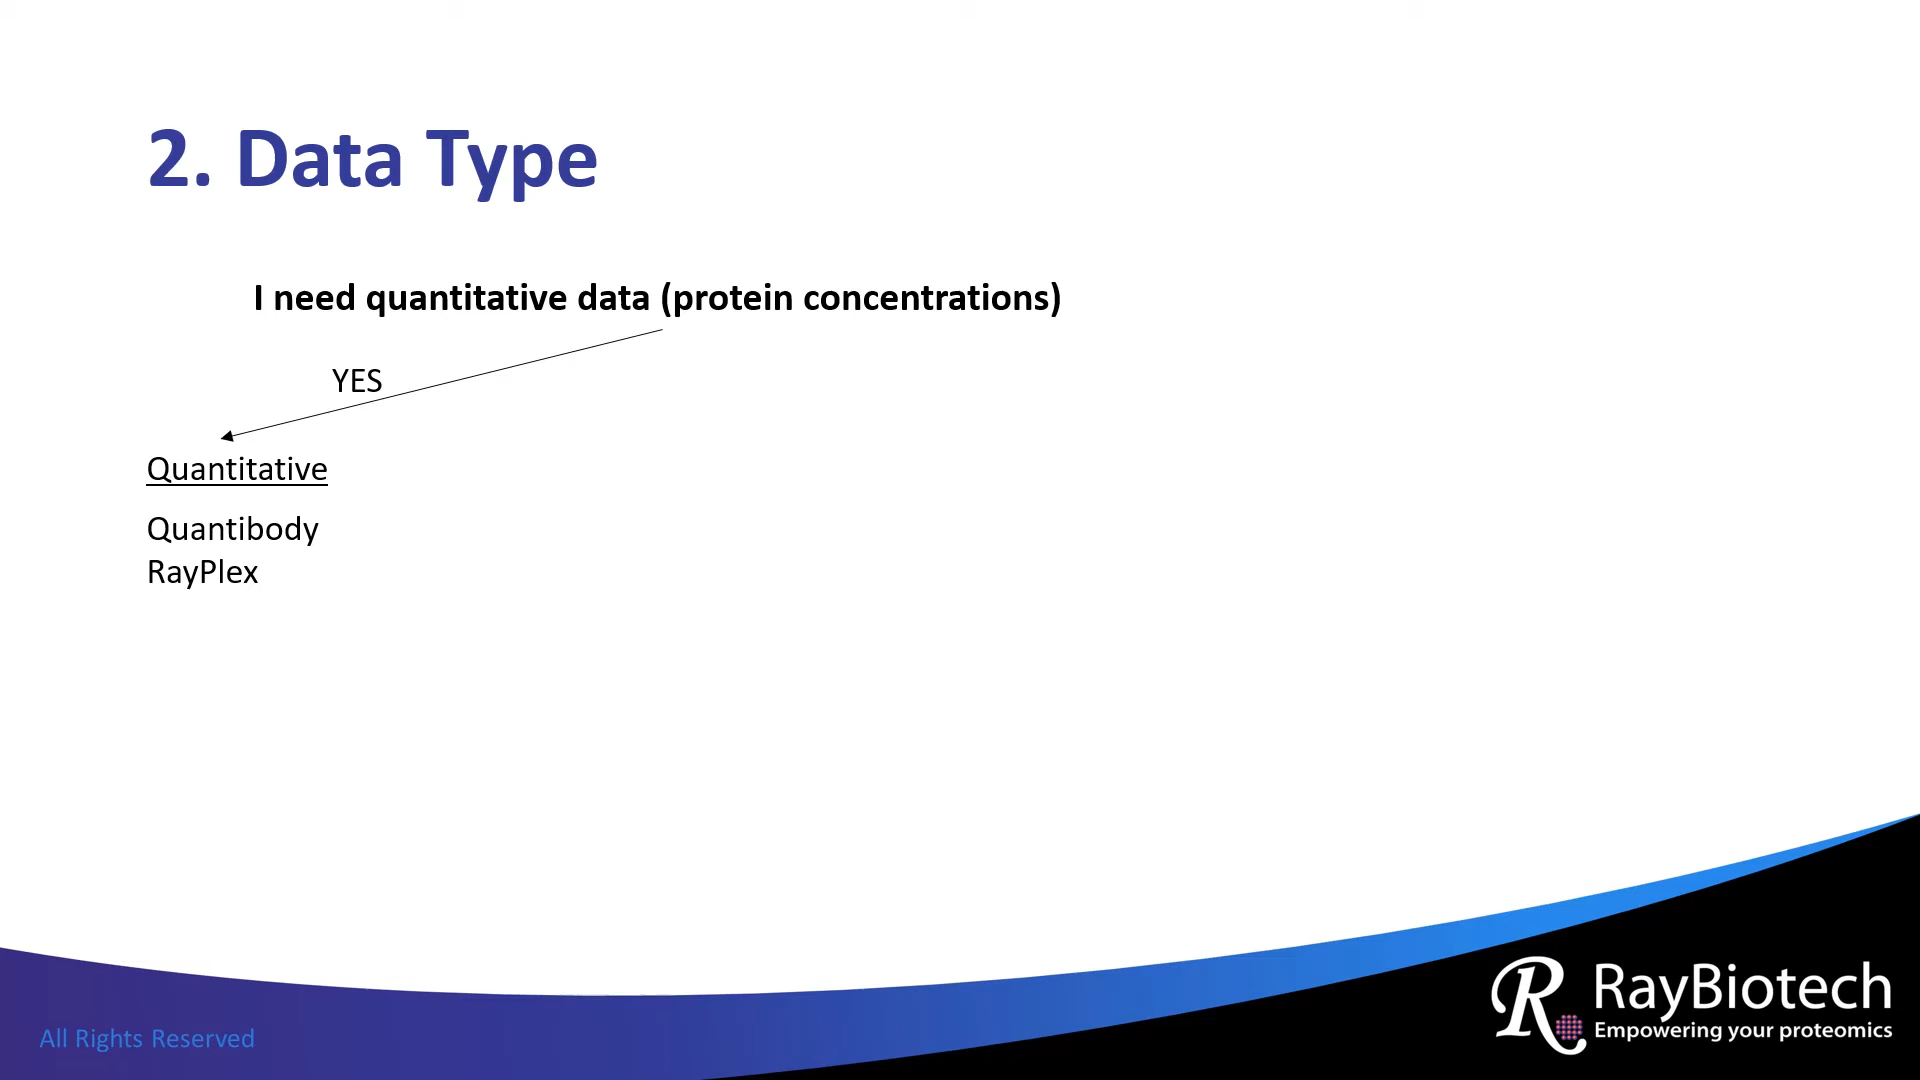 2. Data Type
I need quantitative data (protein concentrations)
YES
Quantitative
Quantibody
RayPlex
All Rights Reserved
R RayBiotech
Empowering your proteomics